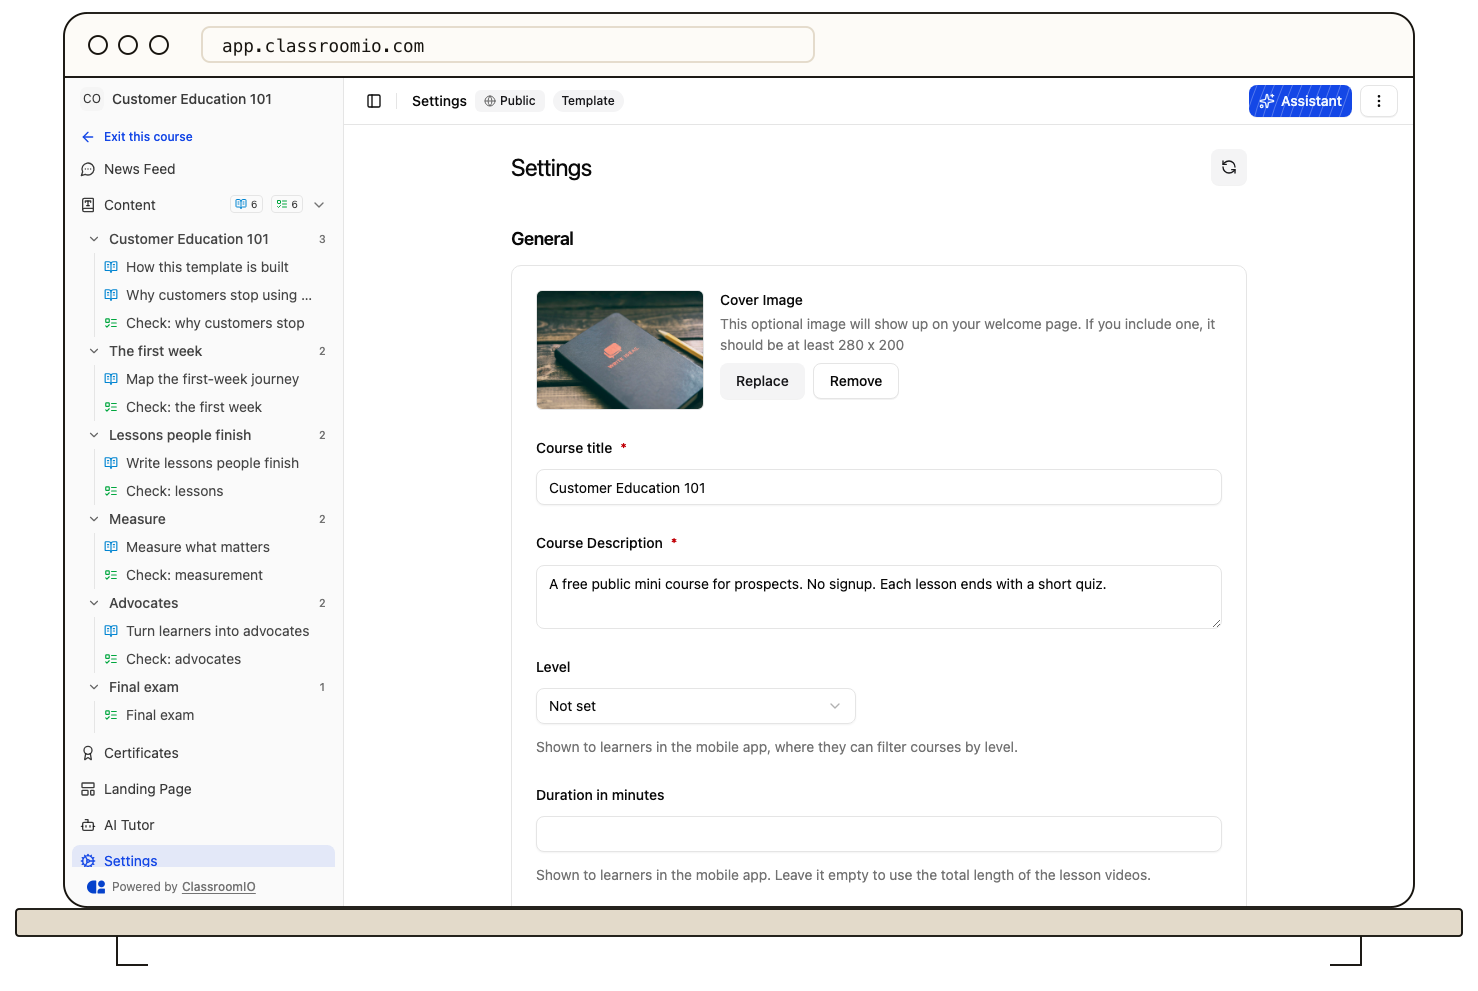 app.classroomio.com
CO Customer Education 101
Exit this course
News Feed
Content 6 6
Customer Education 101 3
How this template is built
Why customers stop using ...
Check: why customers stop
The first week 2
Map the first-week journey
Check: the first week
Lessons people finish 2
Write lessons people finish
Check: lessons
Measure 2
Measure what matters
Check: measurement
Advocates 2
Turn learners into advocates
Check: advocates
Final exam 1
Final exam
Certificates
Landing Page
AI Tutor
Settings
Powered by ClassroomIO
Settings Public Template
Assistant
Settings
General
WRITE IDEAS.
Cover Image
This optional image will show up on your welcome page. If you include one, it
should be at least 280 x 200
Replace Remove
Course title *
Customer Education 101
Course Description *
A free public mini course for prospects. No signup. Each lesson ends with a short quiz.
Level
Not set
Shown to learners in the mobile app, where they can filter courses by level.
Duration in minutes
Shown to learners in the mobile app. Leave it empty to use the total length of the lesson videos.